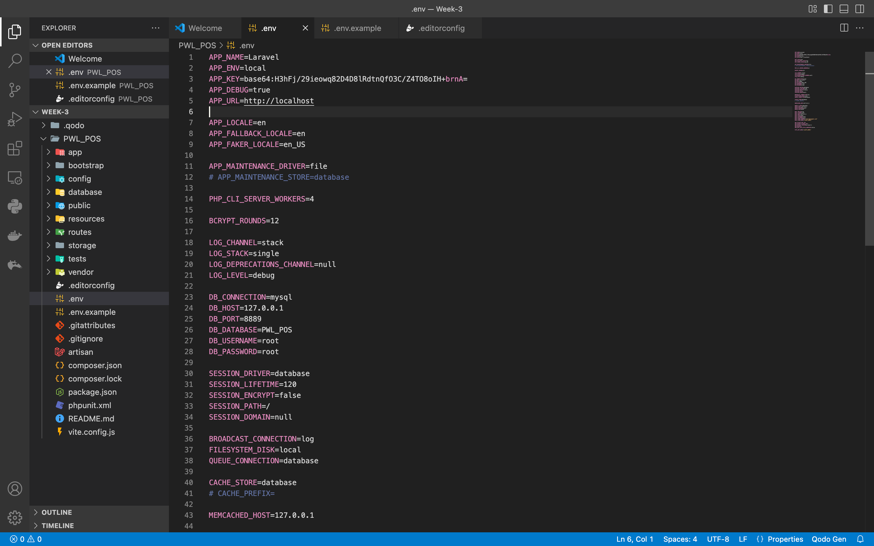 .env — Week-3
EXPLORER
OPEN EDITORS
Welcome
.env PWL_POS
.env.example PWL_POS
.editorconfig PWL_POS
WEEK-3
.qodo
PWL_POS
app
bootstrap
config
database
public
resources
routes
storage
tests
vendor
.editorconfig
.env
.env.example
.gitattributes
.gitignore
artisan
composer.json
composer.lock
package.json
phpunit.xml
README.md
vite.config.js
OUTLINE
TIMELINE
Welcome
.env
.env.example
.editorconfig
PWL_POS > .env
1 APP_NAME=Laravel
2 APP_ENV=local
3 APP_KEY=base64:H3hFj/29ieowq82D4D8lRdtnQfO3C/Z4TO8oIH+brnA=
4 APP_DEBUG=true
5 APP_URL=http://localhost
6
7 APP_LOCALE=en
8 APP_FALLBACK_LOCALE=en
9 APP_FAKER_LOCALE=en_US
10
11 APP_MAINTENANCE_DRIVER=file
12 # APP_MAINTENANCE_STORE=database
13
14 PHP_CLI_SERVER_WORKERS=4
15
16 BCRYPT_ROUNDS=12
17
18 LOG_CHANNEL=stack
19 LOG_STACK=single
20 LOG_DEPRECATIONS_CHANNEL=null
21 LOG_LEVEL=debug
22
23 DB_CONNECTION=mysql
24 DB_HOST=127.0.0.1
25 DB_PORT=8889
26 DB_DATABASE=PWL_POS
27 DB_USERNAME=root
28 DB_PASSWORD=root
29
30 SESSION_DRIVER=database
31 SESSION_LIFETIME=120
32 SESSION_ENCRYPT=false
33 SESSION_PATH=/
34 SESSION_DOMAIN=null
35
36 BROADCAST_CONNECTION=log
37 FILESYSTEM_DISK=local
38 QUEUE_CONNECTION=database
39
40 CACHE_STORE=database
41 # CACHE_PREFIX=
42
43 MEMCACHED_HOST=127.0.0.1
44
0 0
Ln 6, Col 1
Spaces: 4
UTF-8
LF
Properties
Qodo Gen